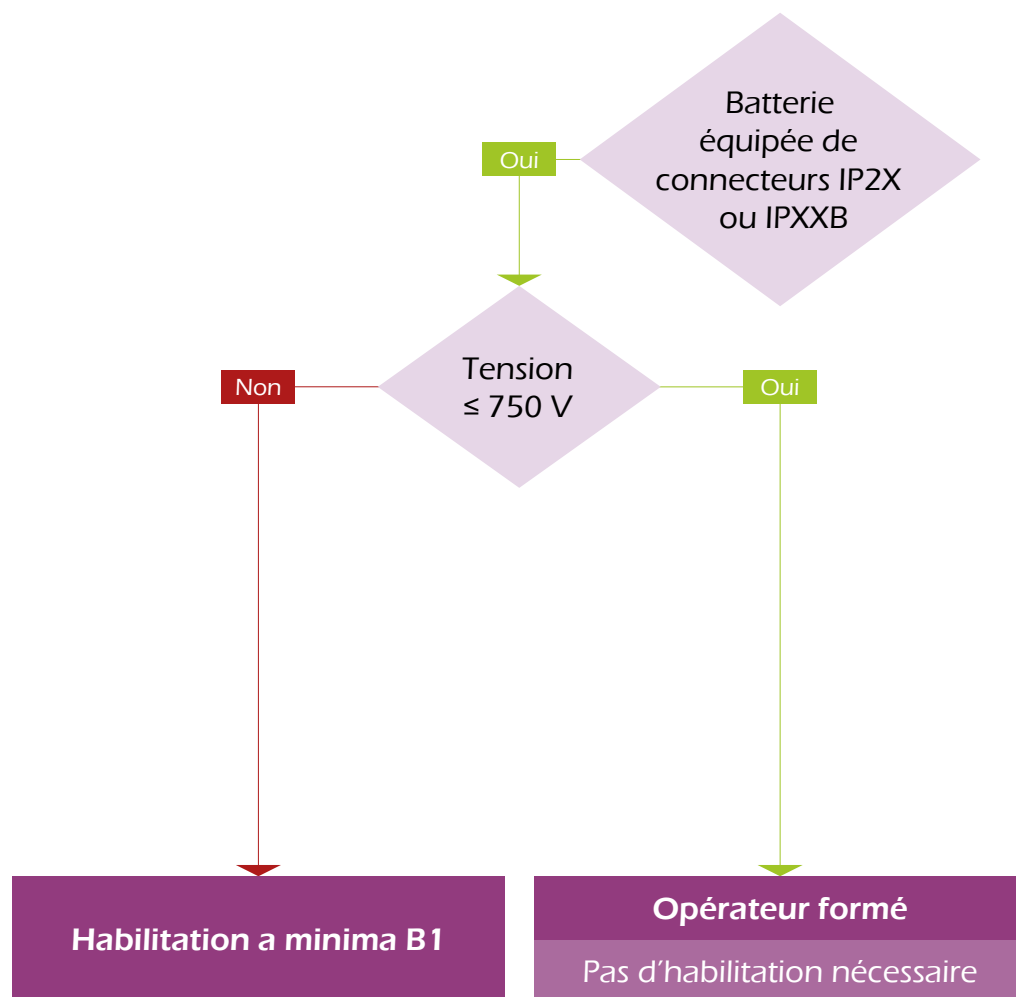 Batterie
équipée de
connecteurs IP2X
ou IPXXB
Oui
Tension
≤ 750 V
Non
Oui
Habilitation a minima B1
Opérateur formé
Pas d'habilitation nécessaire